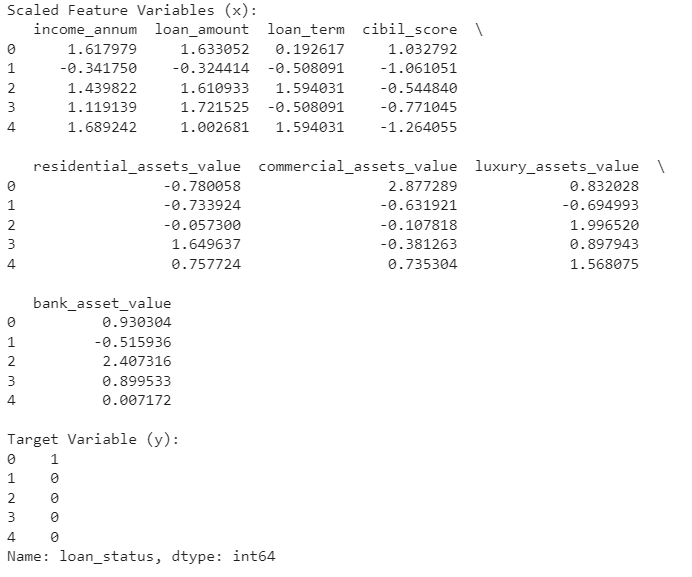 Scaled Feature Variables (x):
   income_annum  loan_amount  loan_term  cibil_score  \
0      1.617979     1.633052   0.192617     1.032792
1     -0.341750    -0.324414  -0.508091    -1.061051
2      1.439822     1.610933   1.594031    -0.544840
3      1.119139     1.721525  -0.508091    -0.771045
4      1.689242     1.002681   1.594031    -1.264055

   residential_assets_value  commercial_assets_value  luxury_assets_value  \
0                 -0.780058                 2.877289             0.832028
1                 -0.733924                -0.631921            -0.694993
2                 -0.057300                -0.107818             1.996520
3                  1.649637                -0.381263             0.897943
4                  0.757724                 0.735304             1.568075

   bank_asset_value
0          0.930304
1         -0.515936
2          2.407316
3          0.899533
4          0.007172

Target Variable (y):
0    1
1    0
2    0
3    0
4    0
Name: loan_status, dtype: int64